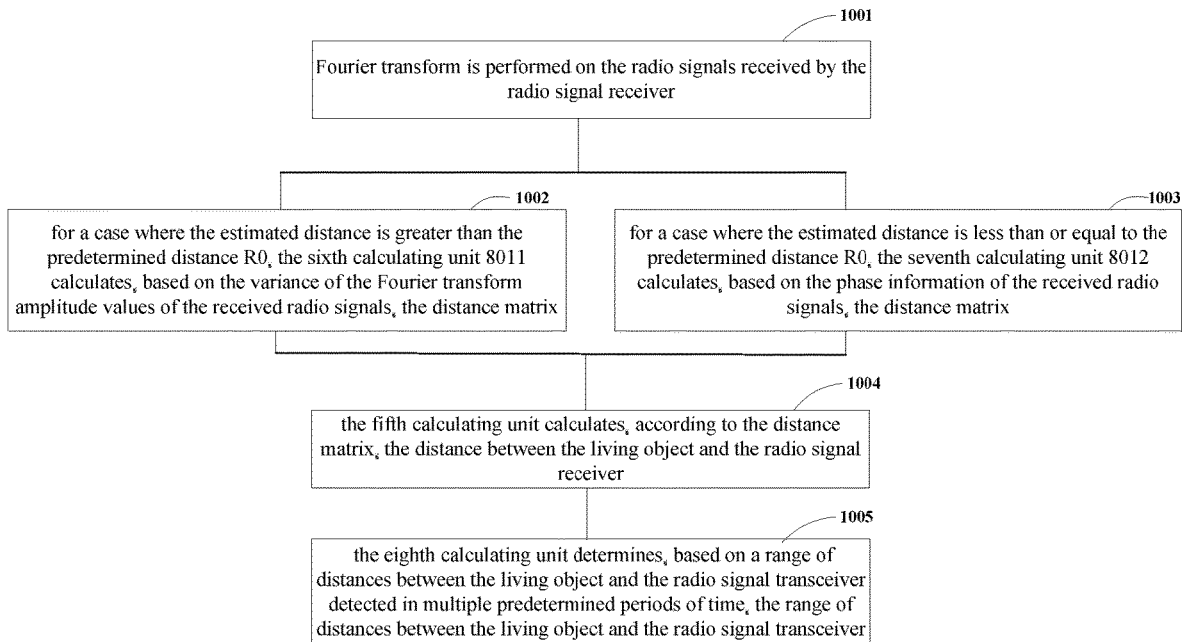 1001
Fourier transform is performed on the radio signals received by the
radio signal receiver
1002
for a case where the estimated distance is greater than the
predetermined distance R0, the sixth calculating unit 8011
calculates, based on the variance of the Fourier transform
amplitude values of the received radio signals, the distance matrix
1003
for a case where the estimated distance is less than or equal to the
predetermined distance R0, the seventh calculating unit 8012
calculates, based on the phase information of the received radio
signals, the distance matrix
1004
the fifth calculating unit calculates, according to the distance
matrix, the distance between the living object and the radio signal
receiver
1005
the eighth calculating unit determines, based on a range of
distances between the living object and the radio signal transceiver
detected in multiple predetermined periods of time, the range of
distances between the living object and the radio signal transceiver